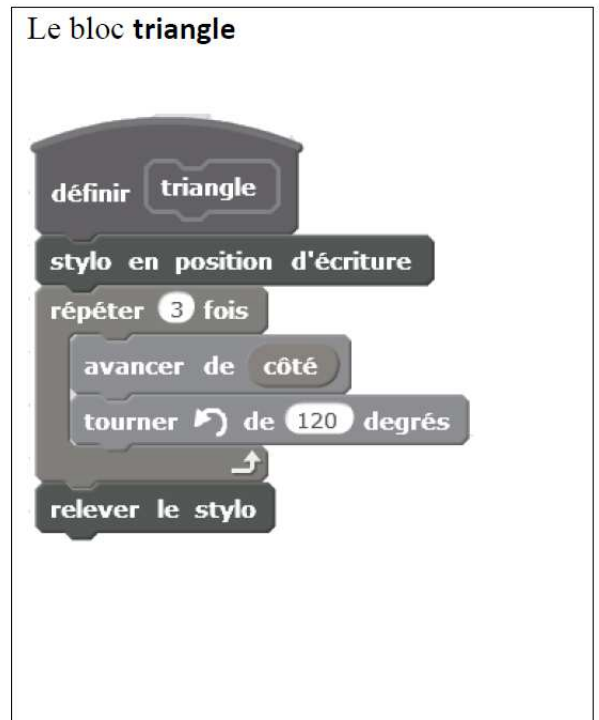 Le bloc triangle
définir triangle
stylo en position d'écriture
répéter 3 fois
avancer de côté
tourner de 120 degrés
relever le stylo